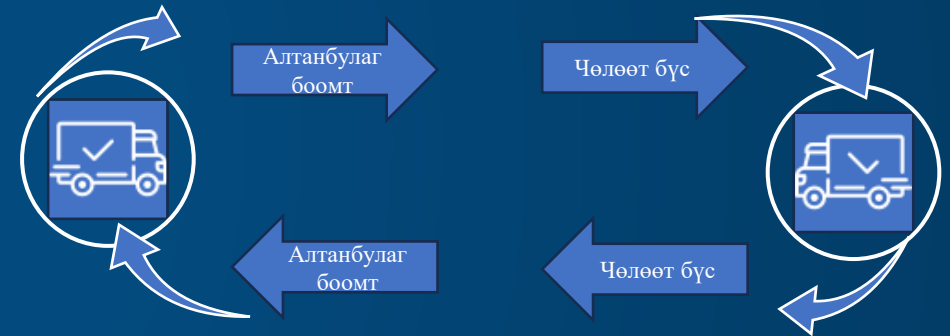 Алтанбулаг
боомт
Чөлөөт бүс
Алтанбулаг
боомт
Чөлөөт бүс